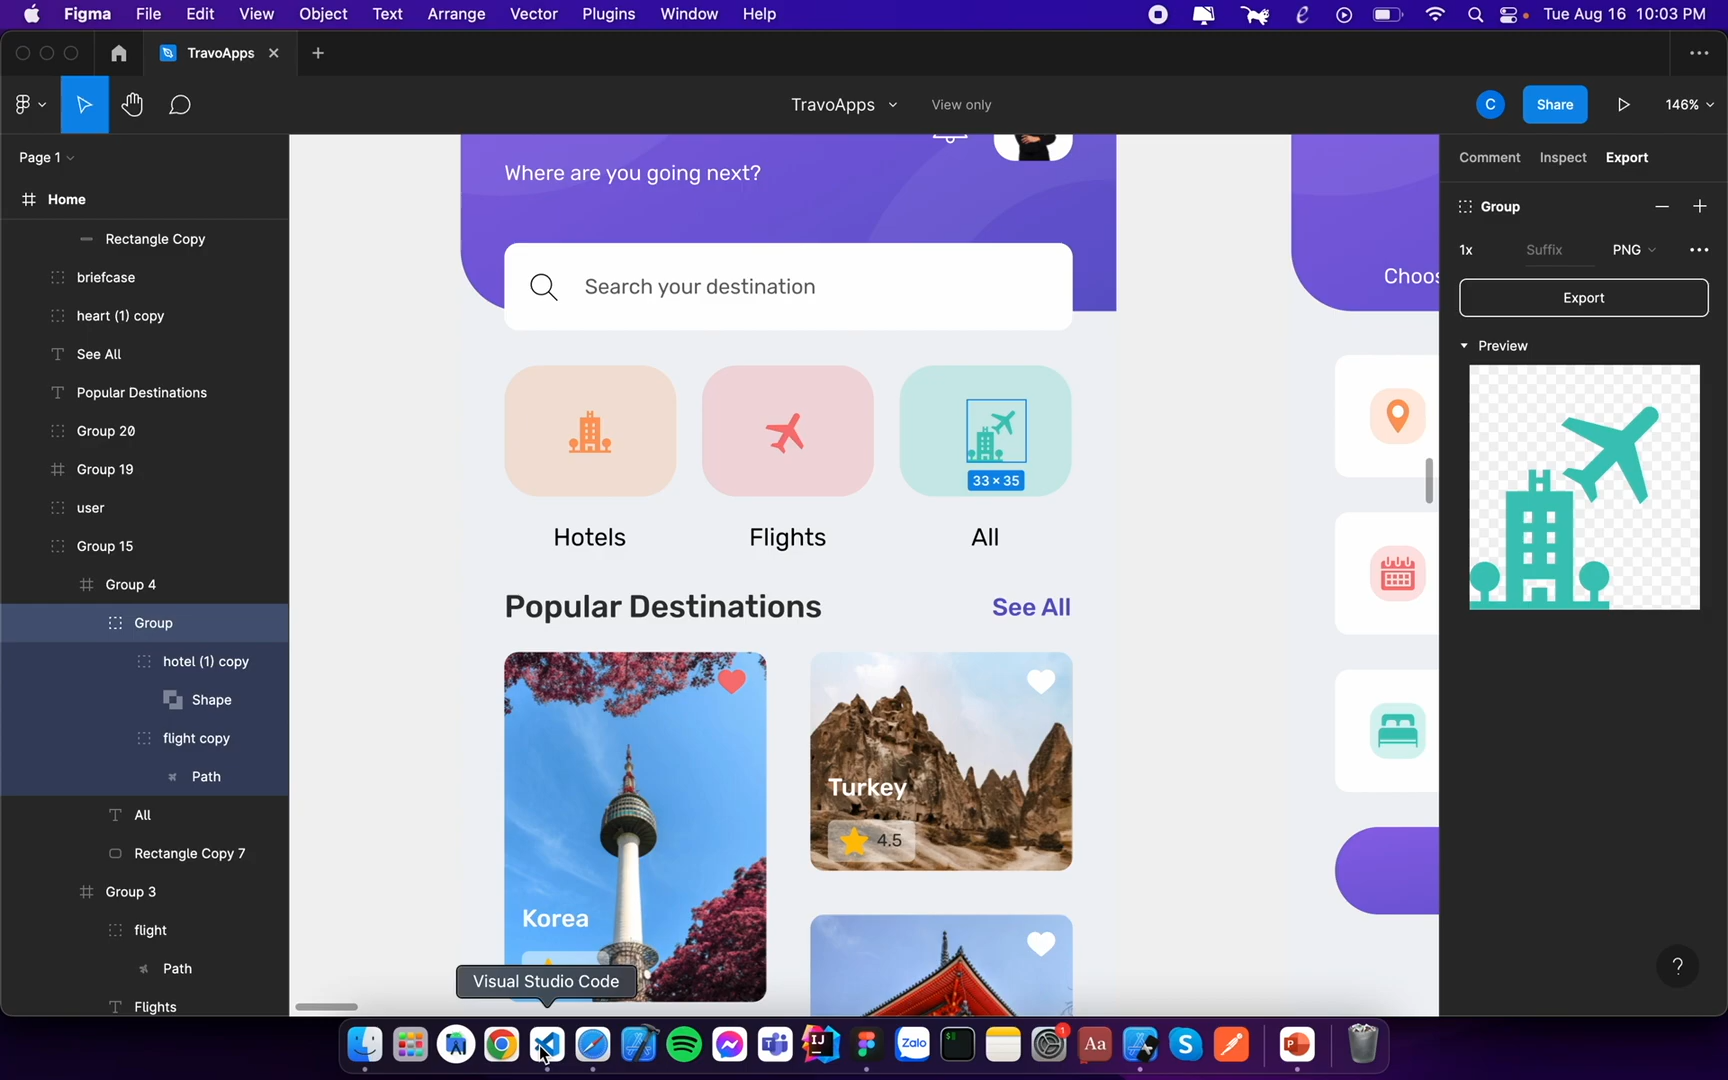 Figma File Edit View Object Text Arrange Vector Plugins Window Help Tue Aug 16 10:03 PM
TravoApps
TravoApps View only C Share 146%
Page 1
Home
Rectangle Copy
briefcase
heart (1) copy
See All
Popular Destinations
Group 20
Group 19
user
Group 15
Group 4
Group
hotel (1) copy
Shape
flight copy
Path
All
Rectangle Copy 7
Group 3
flight
Path
Flights
Where are you going next?
Search your destination
33 × 35
Hotels Flights All
Popular Destinations See All
Turkey
4.5
Korea
Visual Studio Code
Comment Inspect Export
Group
1x Suffix PNG
Export
Preview
?
IJ
Zalo
1
Aa